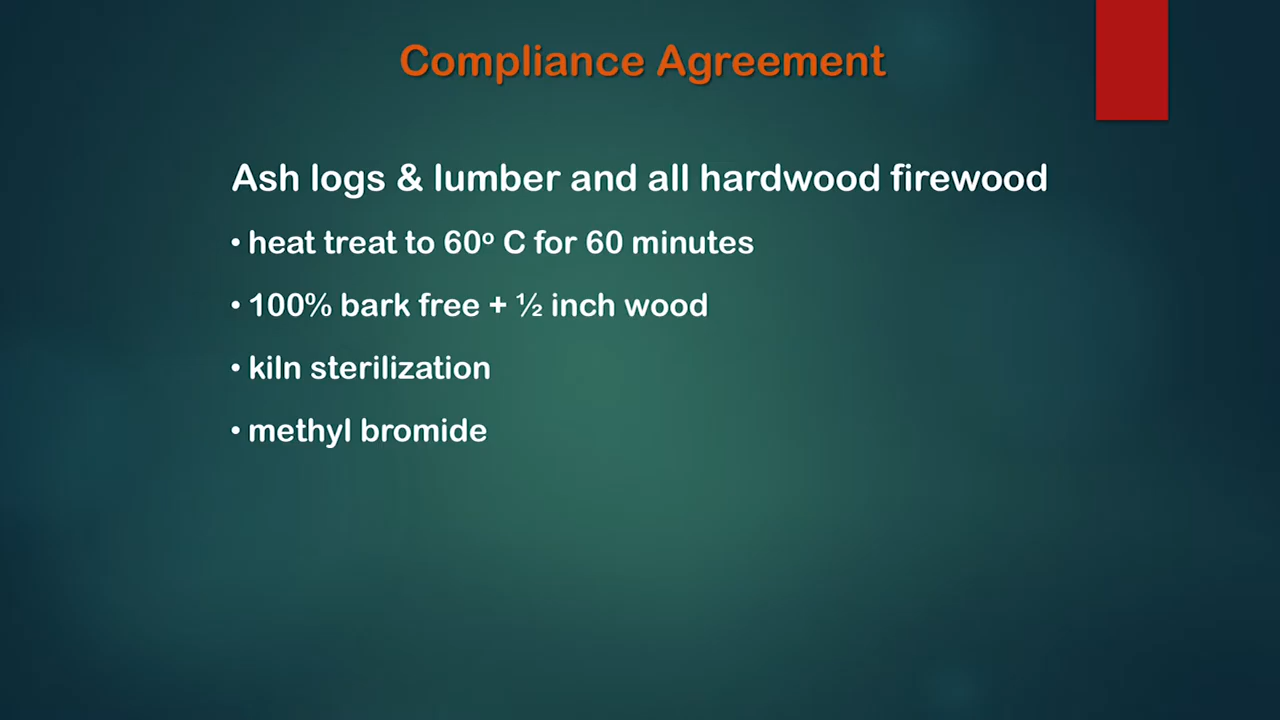 Compliance Agreement
Ash logs & lumber and all hardwood firewood
• heat treat to 60º C for 60 minutes
• 100% bark free + ½ inch wood
• kiln sterilization
• methyl bromide